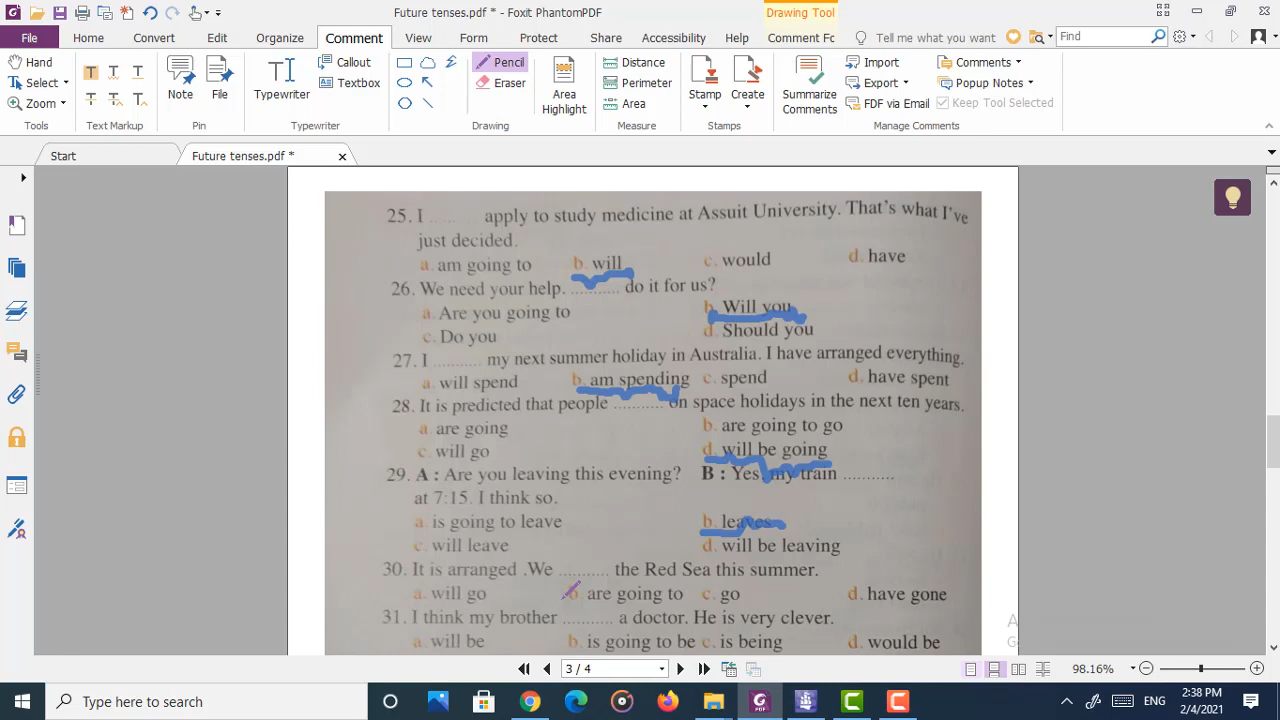 Future tenses.pdf * - Foxit PhantomPDF
Drawing Tool
File Home Convert Edit Organize Comment View Form Protect Share Accessibility Help Comment Fc Tell me what you want... Find
Hand
Select
Zoom
Tools
Text Markup
Note
File
Pin
Typewriter
Callout
Textbox
Typewriter
Pencil
Eraser
Area Highlight
Drawing
Distance
Perimeter
Area
Measure
Stamp
Create
Stamps
Summarize Comments
Import
Export
FDF via Email
Comments
Popup Notes
Keep Tool Selected
Manage Comments
Start
Future tenses.pdf *
25. I ........ apply to study medicine at Assuit University. That's what I've
just decided.
a. am going to b. will c. would d. have
26. We need your help. .......... do it for us?
a. Are you going to b. Will you
c. Do you d. Should you
27. I .......... my next summer holiday in Australia. I have arranged everything.
a. will spend b. am spending c. spend d. have spent
28. It is predicted that people .......... on space holidays in the next ten years.
a. are going b. are going to go
c. will go d. will be going
29. A : Are you leaving this evening? B : Yes, my train ..........
at 7:15. I think so.
a. is going to leave b. leaves
c. will leave d. will be leaving
30. It is arranged .We .......... the Red Sea this summer.
a. will go b. are going to c. go d. have gone
31. I think my brother .......... a doctor. He is very clever.
a. will be b. is going to be c. is being d. would be
3 / 4
98.16%
Type here to search
ENG
2:38 PM
2/4/2021